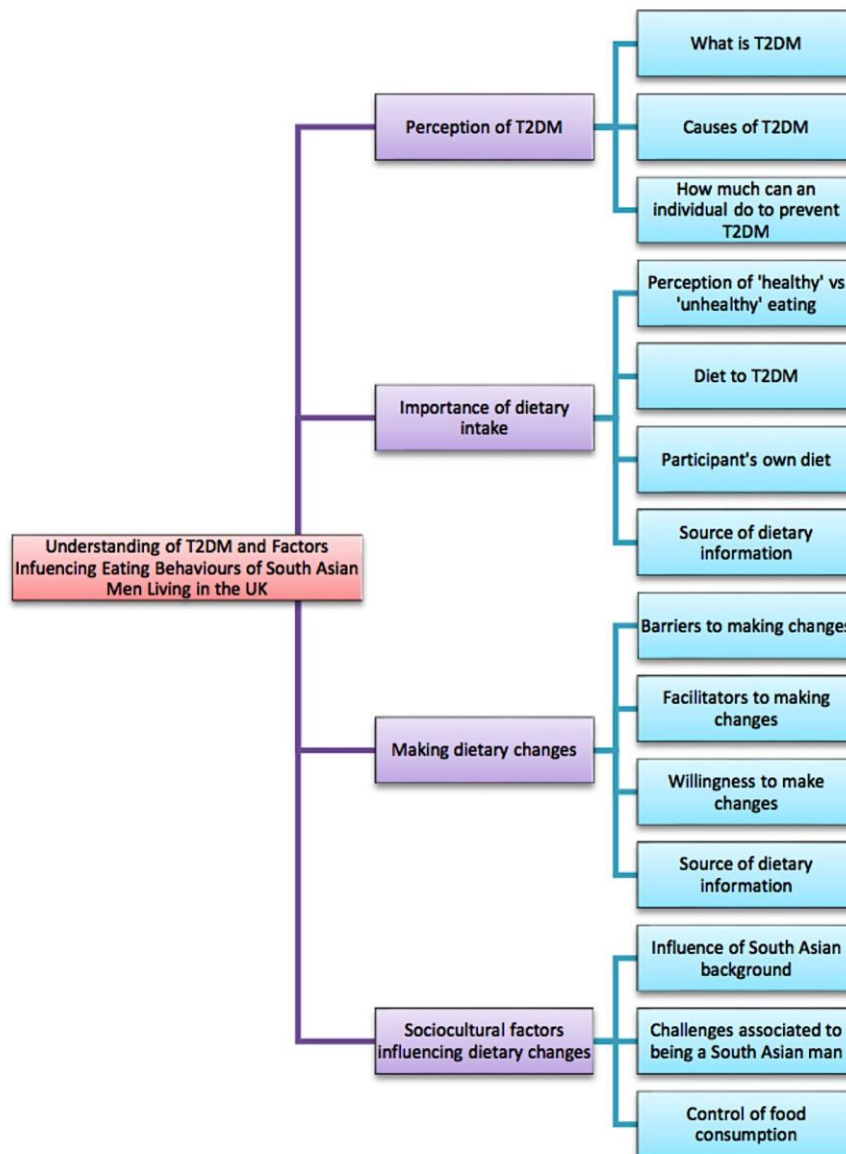 What is T2DM
Perception of T2DM
Causes of T2DM
How much can an
individual do to prevent
T2DM
Perception of 'healthy' vs
'unhealthy' eating
Importance of dietary
intake
Diet to T2DM
Participant's own diet
Source of dietary
information
Understanding of T2DM and Factors
Infuencing Eating Behaviours of South Asian
Men Living in the UK
Barriers to making changes
Making dietary changes
Facilitators to making
changes
Willingness to make
changes
Source of dietary
information
Sociocultural factors
influencing dietary changes
Influence of South Asian
background
Challenges associated to
being a South Asian man
Control of food
consumption